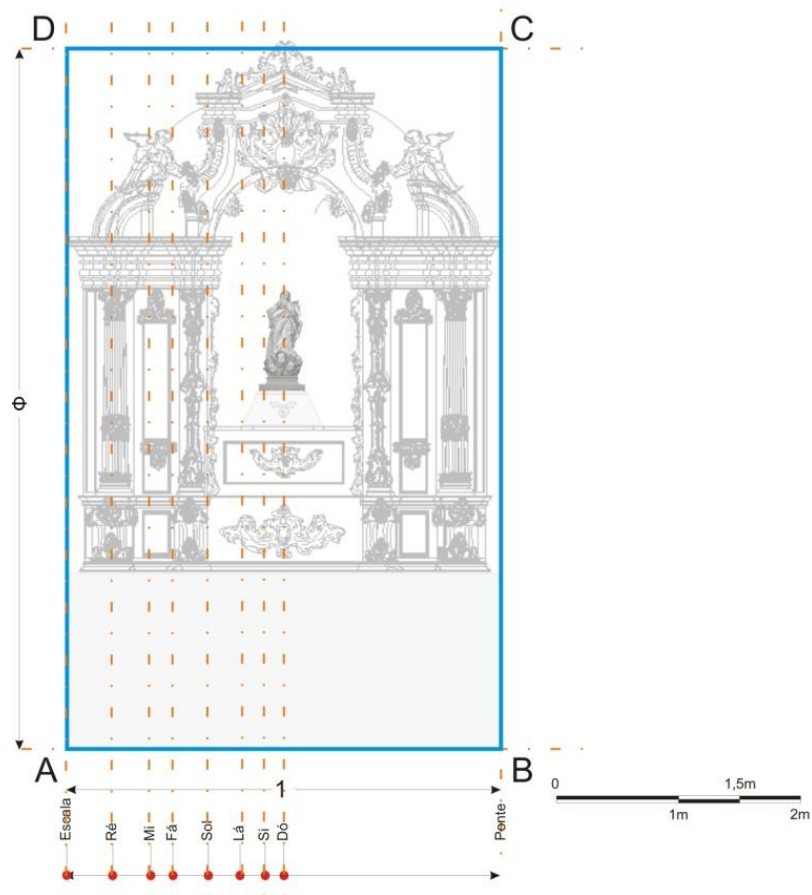 D C
Φ
A B
1
0 1,5m
1m 2m
Escala Ré Mi Fá Sol Lá Si Dó Ponte